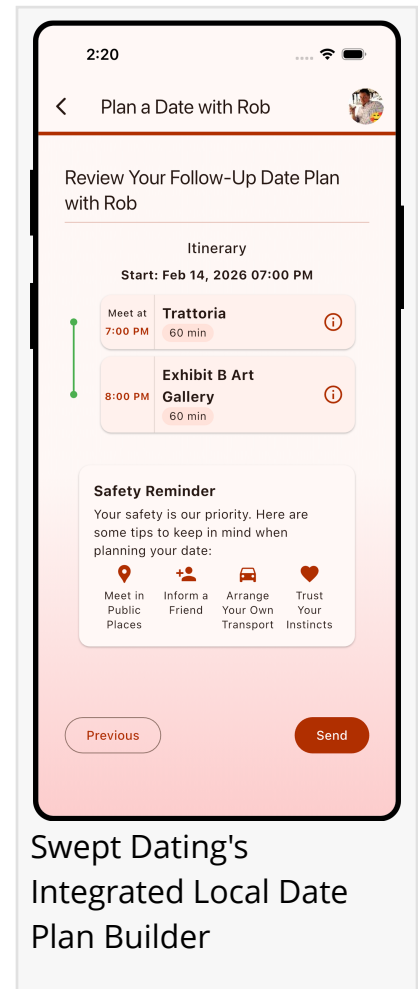 2:20
Plan a Date with Rob
Review Your Follow-Up Date Plan
with Rob
Itinerary
Start: Feb 14, 2026 07:00 PM
Meet at
7:00 PM
Trattoria
60 min
8:00 PM
Exhibit B Art
Gallery
60 min
Safety Reminder
Your safety is our priority. Here are
some tips to keep in mind when
planning your date:
Meet in
Public
Places
Inform a
Friend
Arrange
Your Own
Transport
Trust
Your
Instincts
Previous
Send
Swept Dating's
Integrated Local Date
Plan Builder